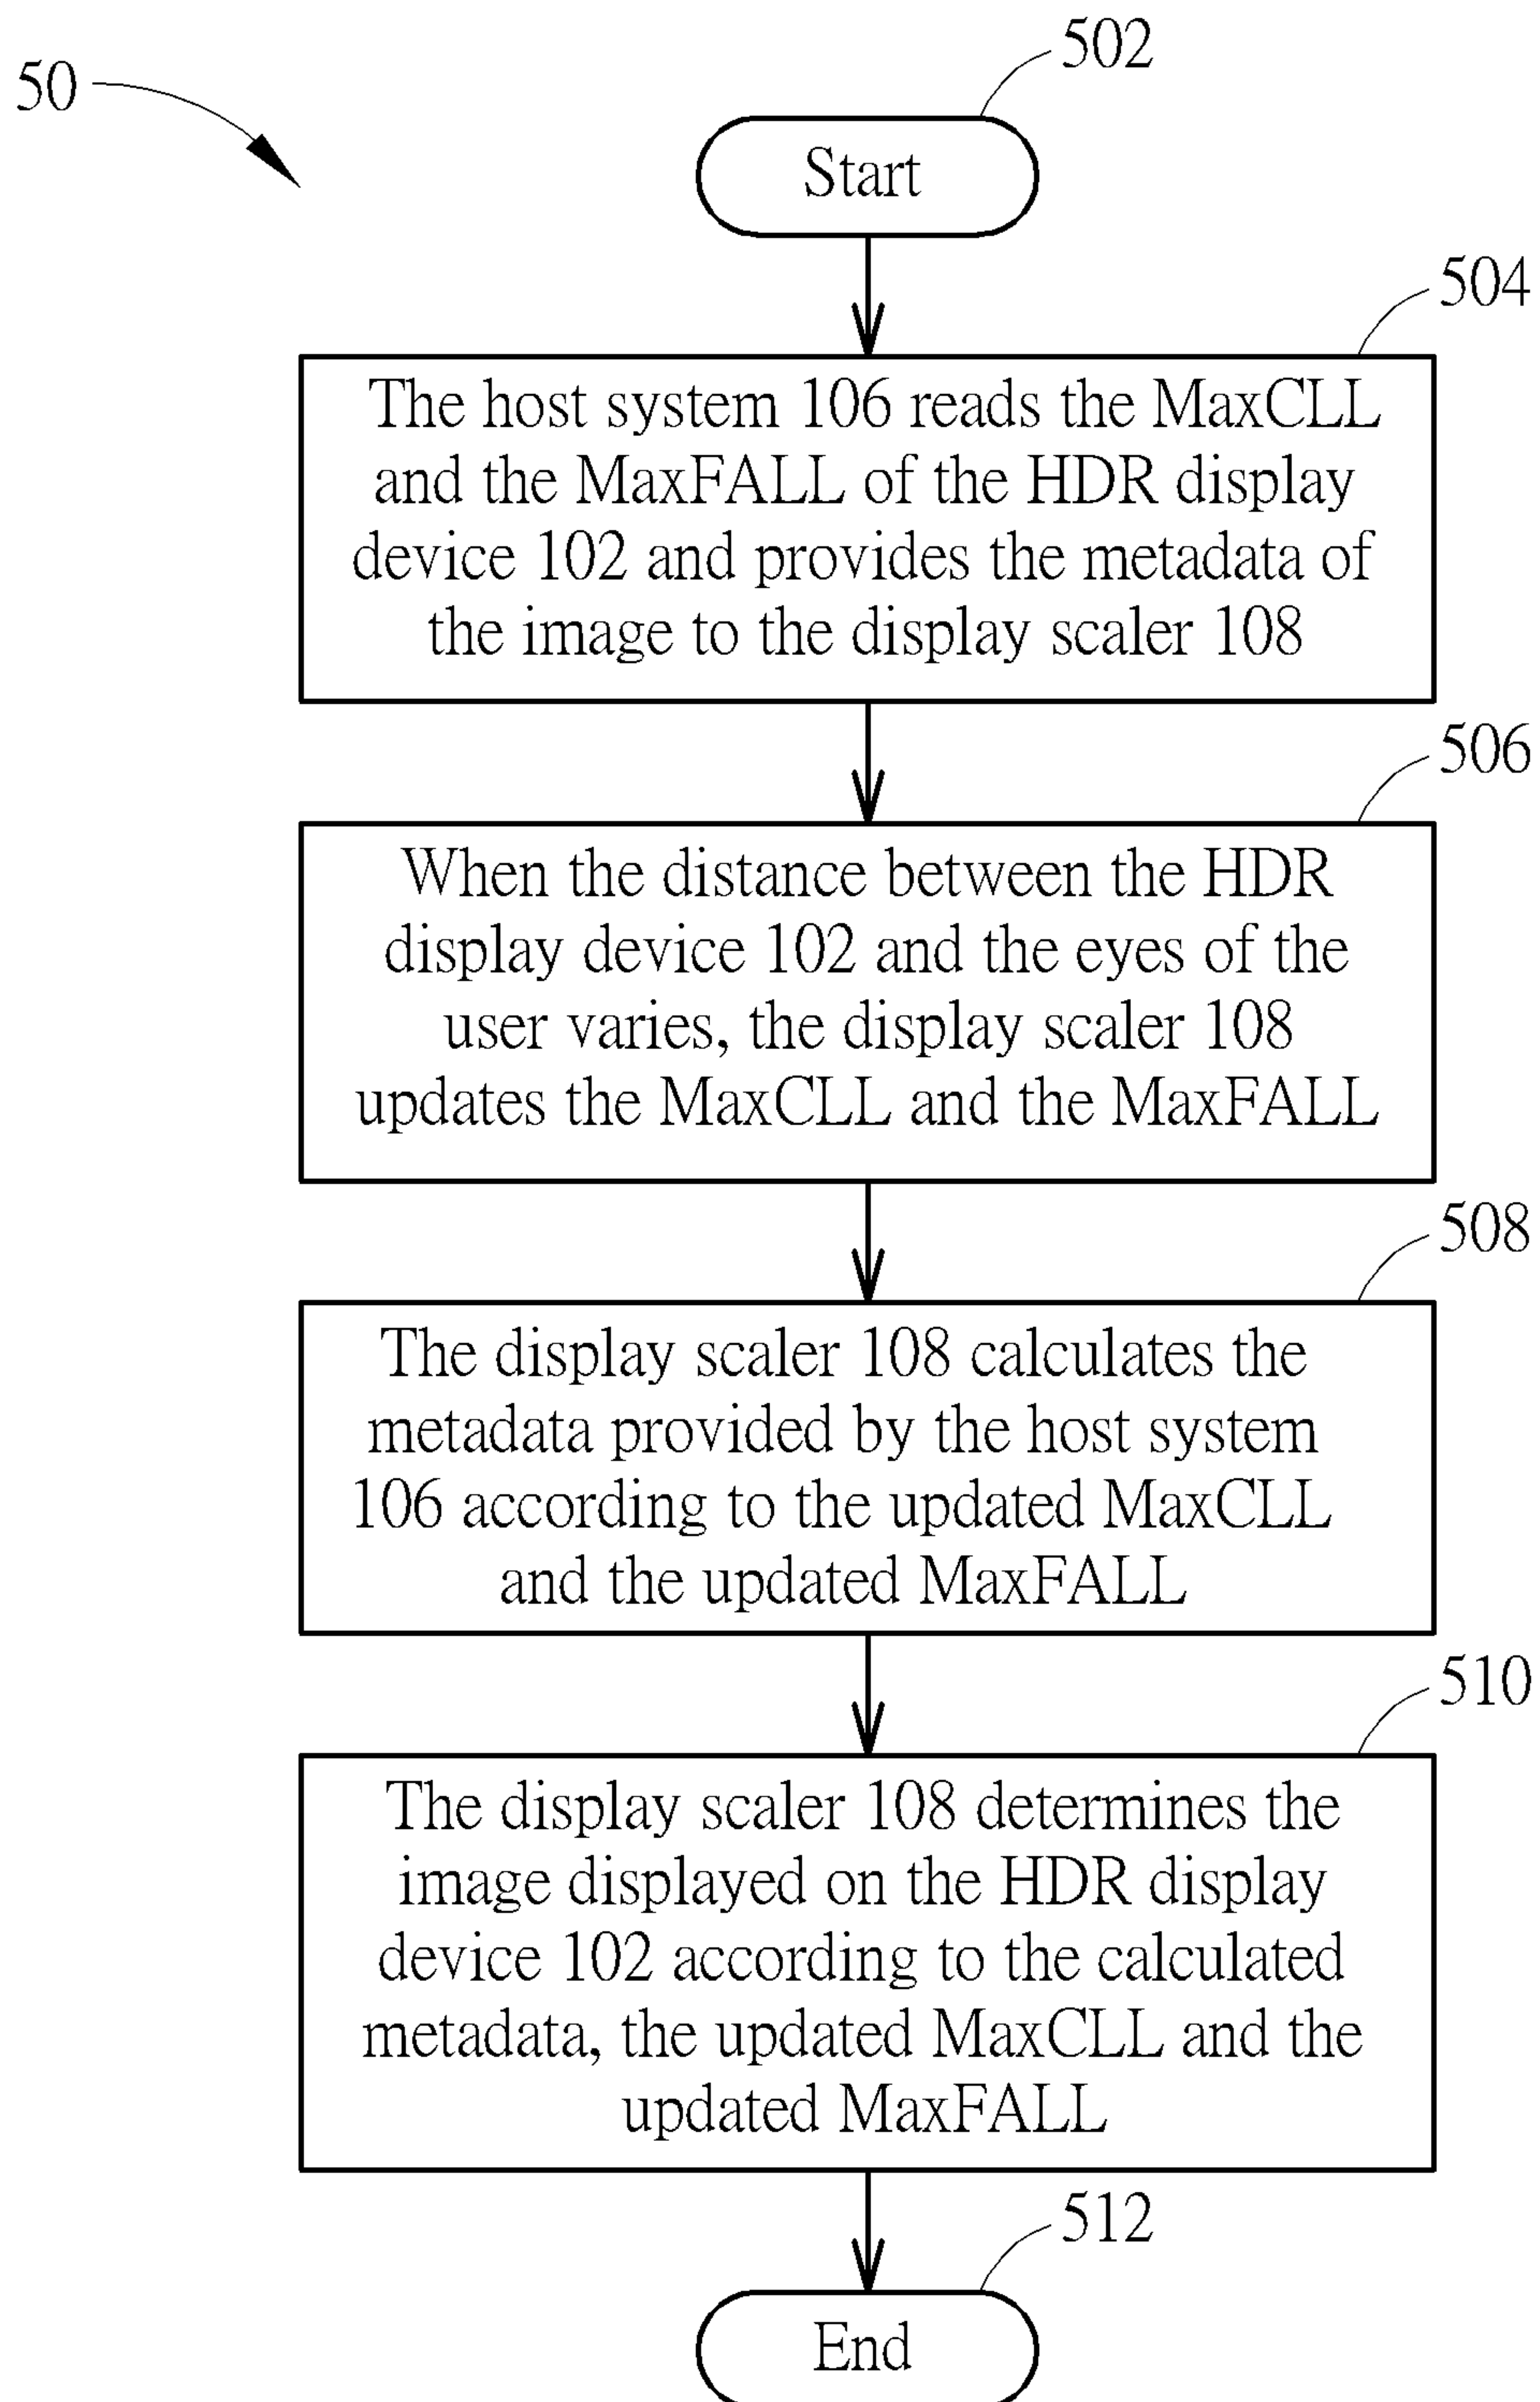 502
50
Start
504
The host system 106 reads the MaxCLL
and the MaxFALL of the HDR display
device 102 and provides the metadata of
the image to the display scaler 108
506
When the distance between the HDR
display device 102 and the eyes of the
user varies, the display scaler 108
updates the MaxCLL and the MaxFALL
508
The display scaler 108 calculates the
metadata provided by the host system
106 according to the updated MaxCLL
and the updated MaxFALL
510
The display scaler 108 determines the
image displayed on the HDR display
device 102 according to the calculated
metadata, the updated MaxCLL and the
updated MaxFALL
512
End